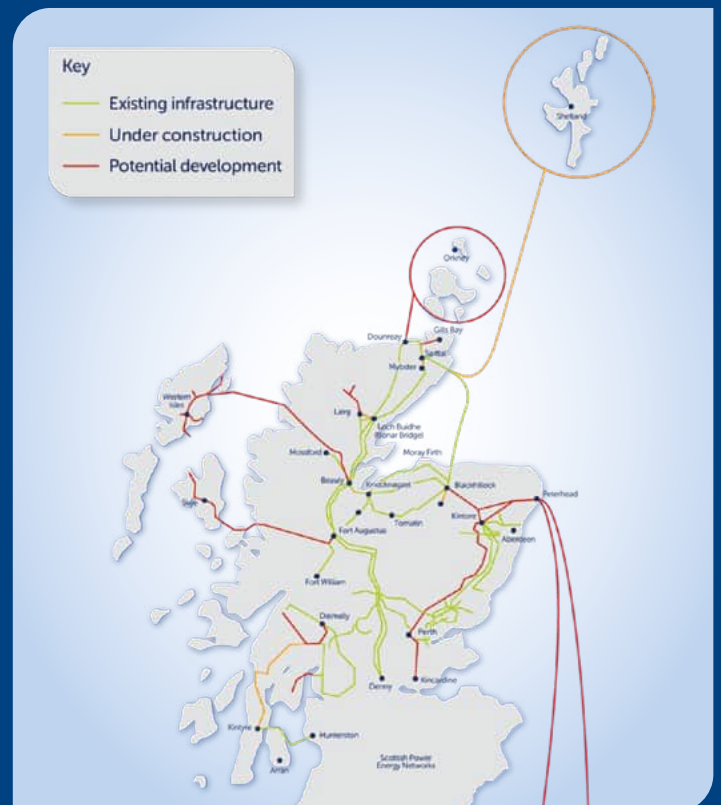 Key
Existing infrastructure
Under construction
Potential development
Shetland
Orkney
Gills Bay
Dounreay
Spittal
Mybster
Western
Isles
Lairg
Loch Buidhe
(Bonar Bridge)
Mossford
Moray Firth
Beauly
Knocknagael
Blackhillock
Peterhead
Skye
Kintore
Tomatin
Fort Augustus
Aberdeen
Fort William
Dalmally
Perth
Denny
Kincardine
Kintyre
Hunterston
Arran
Scottish Power
Energy Networks